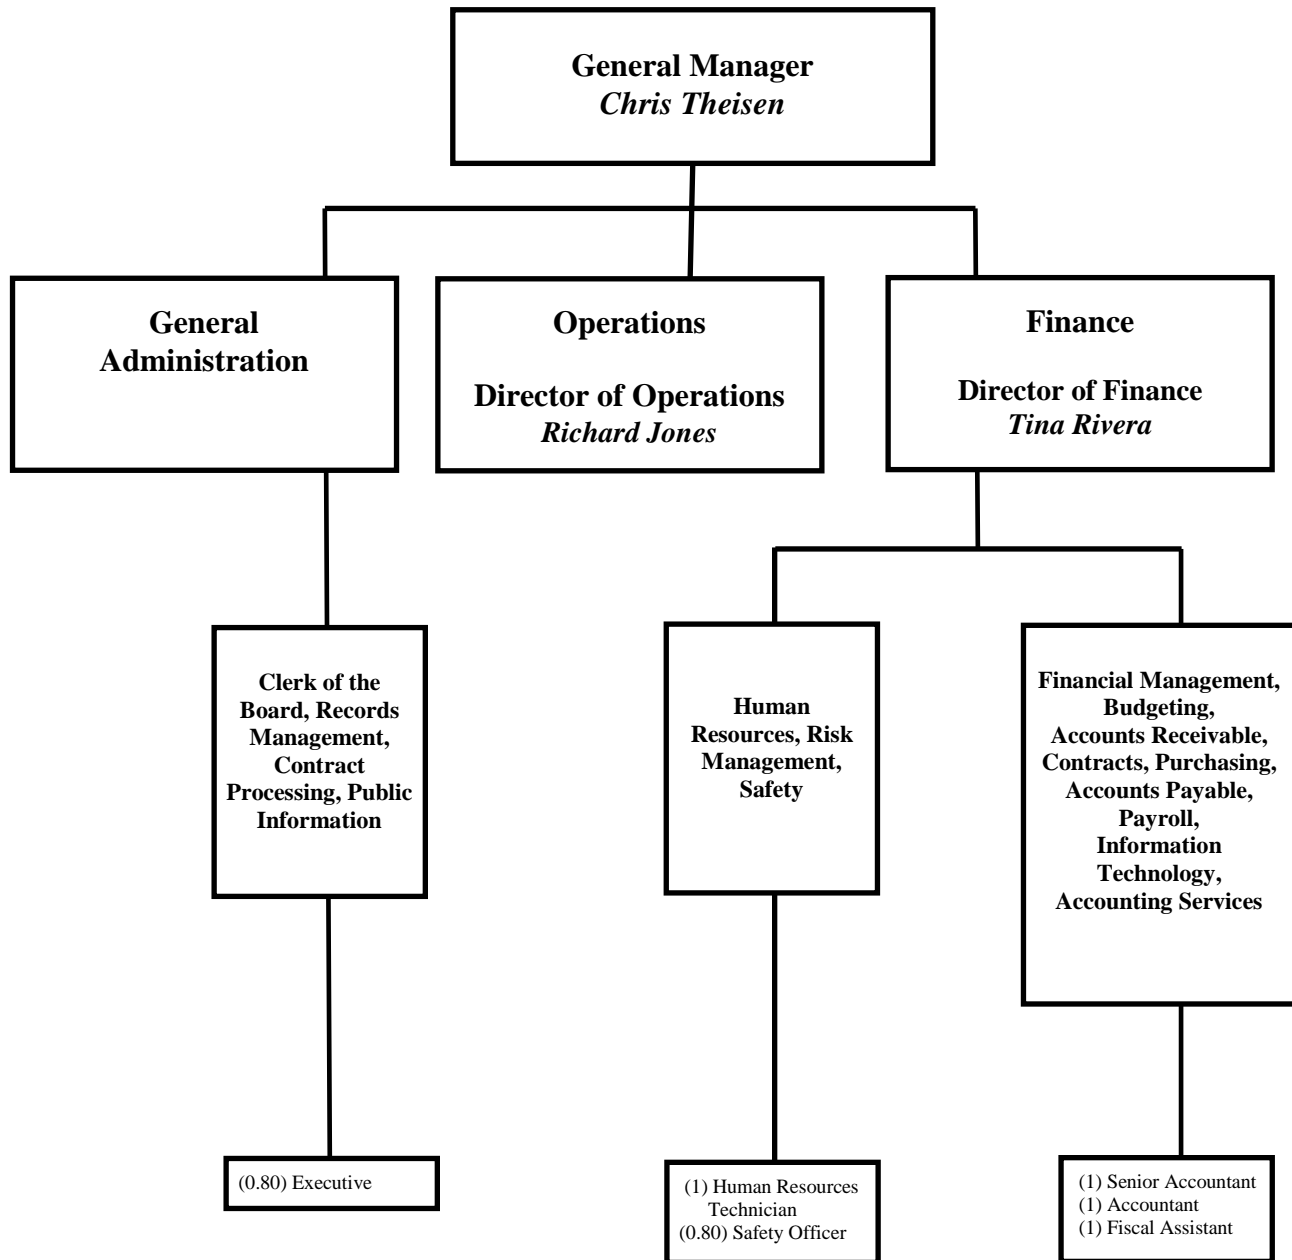 General Manager
Chris Theisen
General
Administration
Operations
Director of Operations
Richard Jones
Finance
Director of Finance
Tina Rivera
Clerk of the
Board, Records
Management,
Contract
Processing, Public
Information
Human
Resources, Risk
Management,
Safety
Financial Management,
Budgeting,
Accounts Receivable,
Contracts, Purchasing,
Accounts Payable,
Payroll,
Information
Technology,
Accounting Services
(0.80) Executive
(1) Human Resources
Technician
(0.80) Safety Officer
(1) Senior Accountant
(1) Accountant
(1) Fiscal Assistant